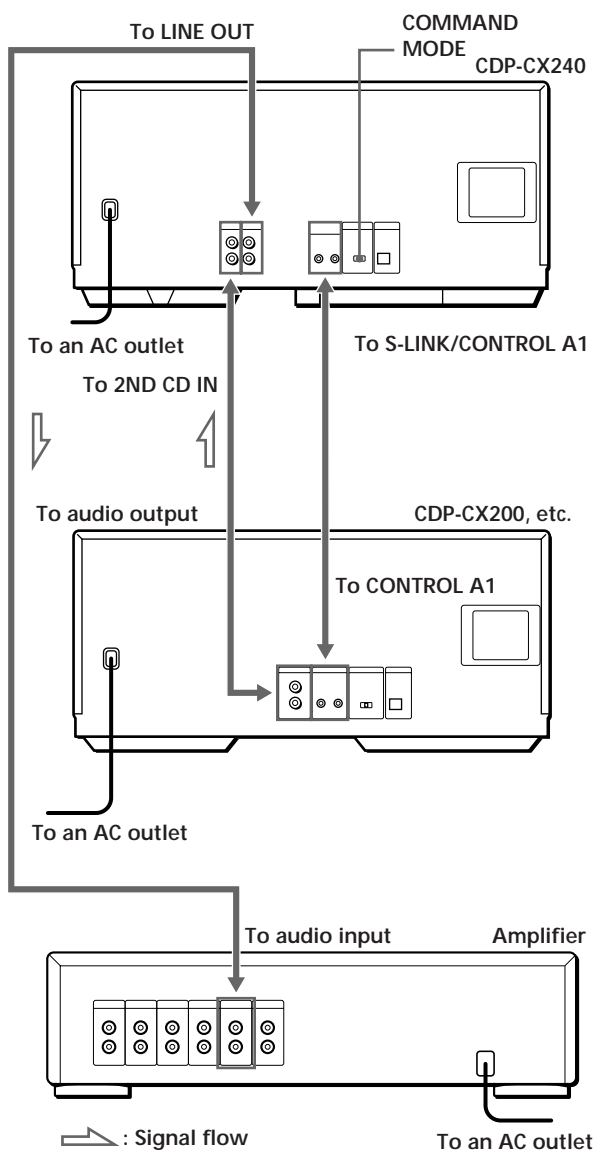 To LINE OUT
COMMAND
MODE
CDP-CX240
To an AC outlet
To S-LINK/CONTROL A1
To 2ND CD IN
To audio output
CDP-CX200, etc.
To CONTROL A1
To an AC outlet
To audio input
Amplifier
: Signal flow
To an AC outlet